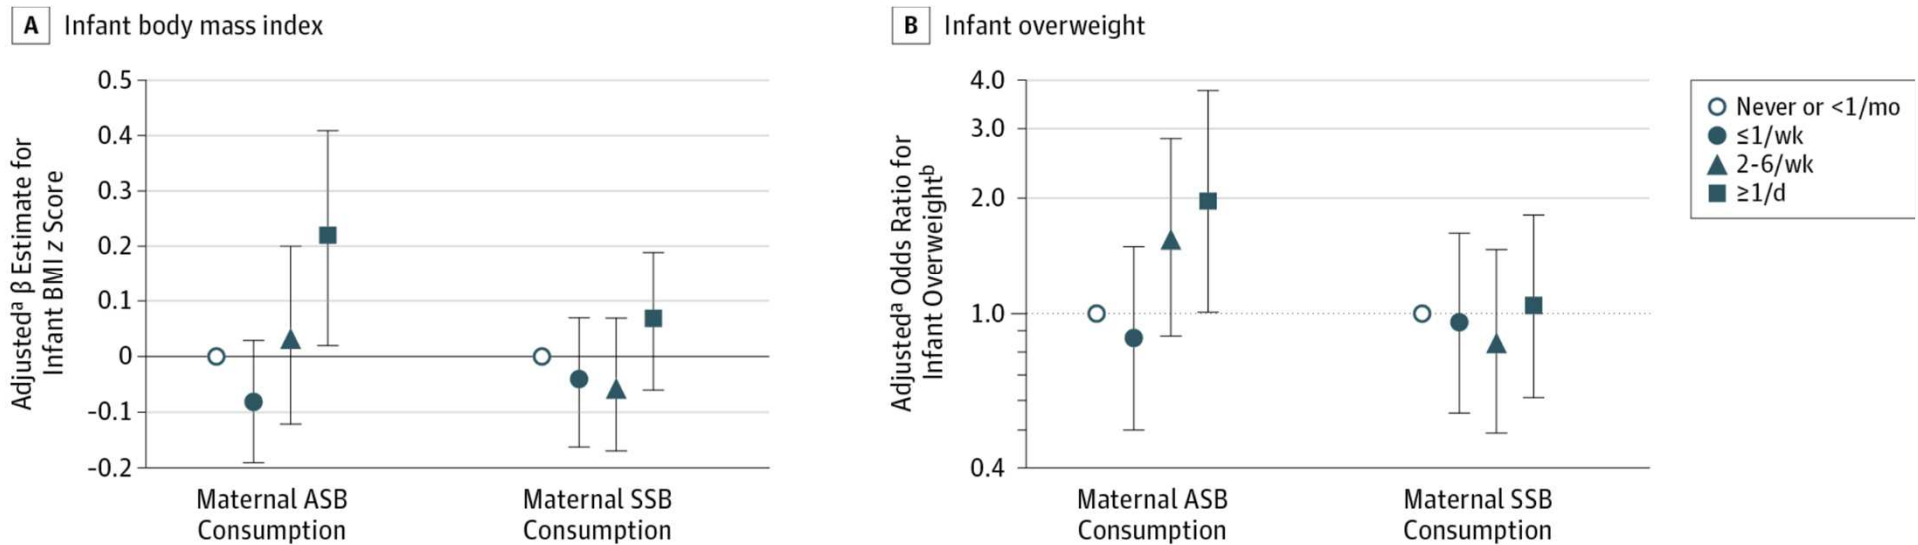 A Infant body mass index
Adjustedᵃ β Estimate for
Infant BMI z Score
0.5
0.4
0.3
0.2
0.1
0
-0.1
-0.2
Maternal ASB
Consumption
Maternal SSB
Consumption
B Infant overweight
Adjustedᵃ Odds Ratio for
Infant Overweightᵇ
4.0
3.0
2.0
1.0
0.4
Maternal ASB
Consumption
Maternal SSB
Consumption
Never or <1/mo
≤1/wk
2-6/wk
≥1/d